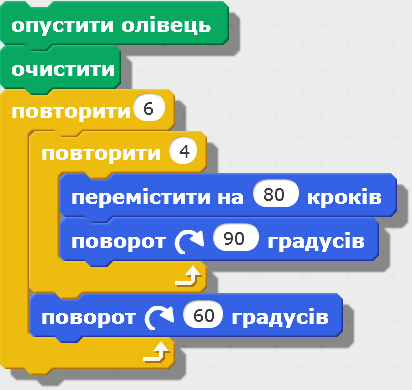 опустити олівець
очистити
повторити 6
повторити 4
перемістити на 80 кроків
поворот 90 градусів
поворот 60 градусів